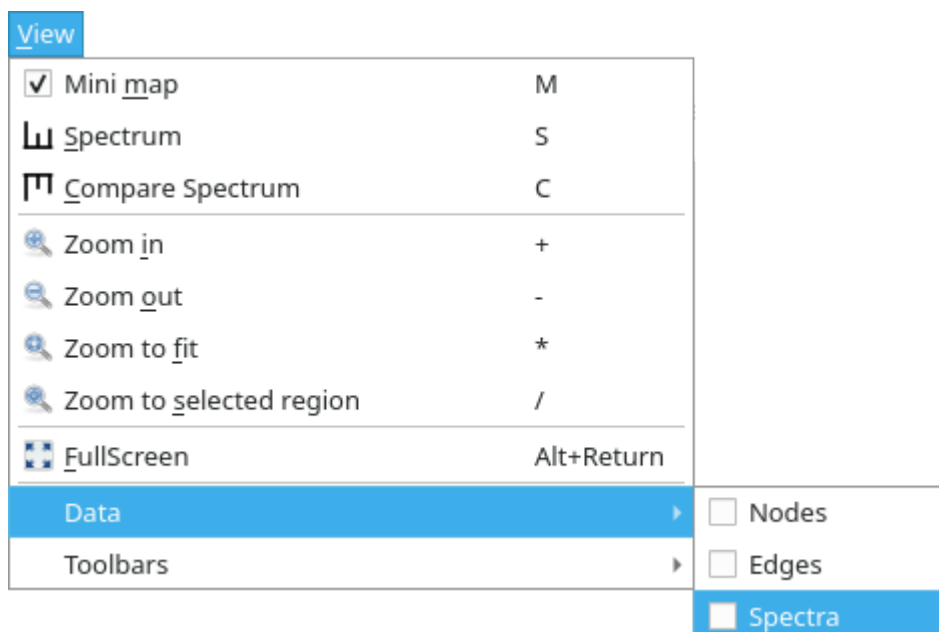 View
Mini map M
Spectrum S
Compare Spectrum C
Zoom in +
Zoom out -
Zoom to fit *
Zoom to selected region /
FullScreen Alt+Return
Data Nodes
Toolbars Edges
Spectra